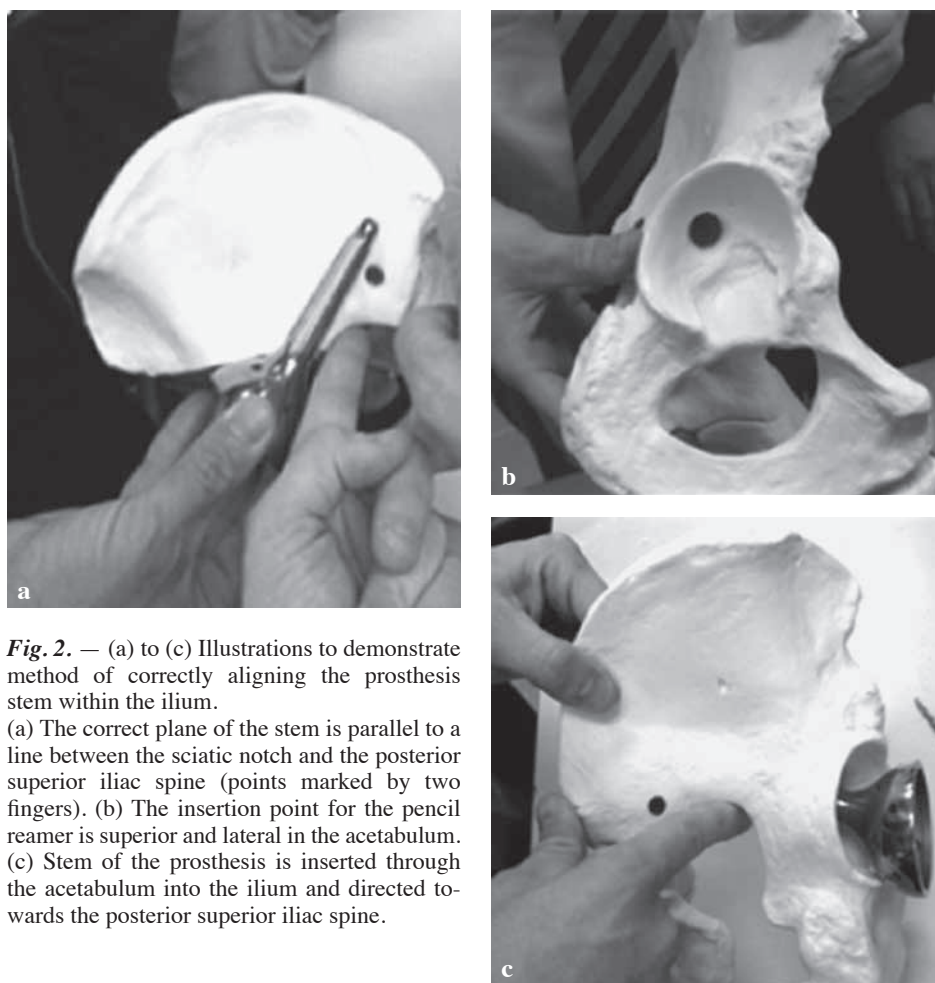 a
b
c
Fig. 2. — (a) to (c) Illustrations to demonstrate
method of correctly aligning the prosthesis
stem within the ilium.
(a) The correct plane of the stem is parallel to a
line between the sciatic notch and the posterior
superior iliac spine (points marked by two
fingers). (b) The insertion point for the pencil
reamer is superior and lateral in the acetabulum.
(c) Stem of the prosthesis is inserted through
the acetabulum into the ilium and directed to-
wards the posterior superior iliac spine.